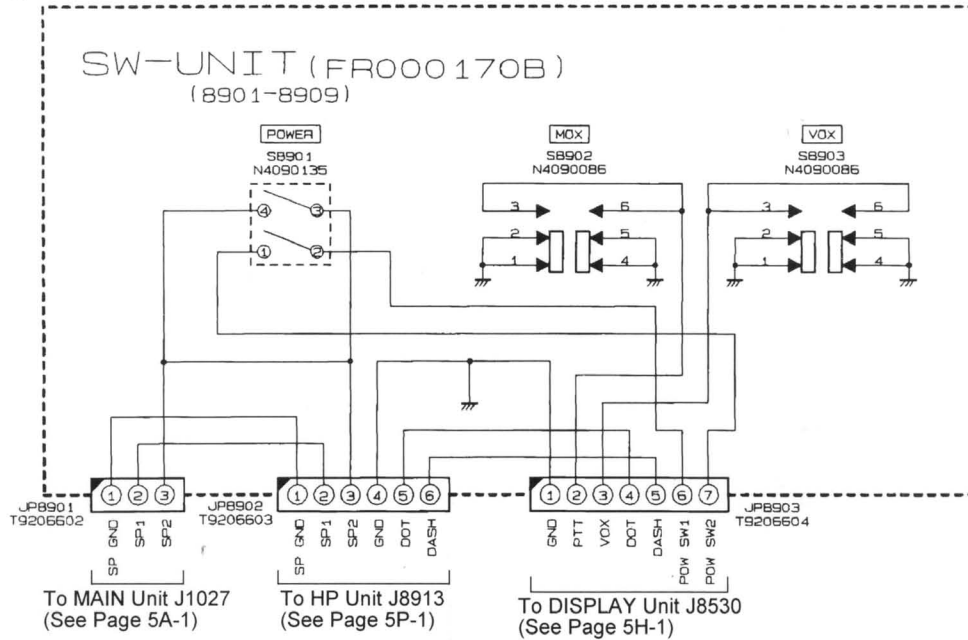 SW-UNIT (FR000170B)
(8901-8909)
POWER
S8901
N4090135
MOX
S8902
N4090086
VOX
S8903
N4090086
4 3
1 2
3 6
2 5
1 4
3 6
2 5
1 4
JP8901
T9206602
1 2 3
SP GND
SP1
SP2
To MAIN Unit J1027
(See Page 5A-1)
JP8902
T9206603
1 2 3 4 5 6
SP GND
SP1
SP2
GND
DOT
DASH
To HP Unit J8913
(See Page 5P-1)
1 2 3 4 5 6 7
JP8903
T9206604
GND
PTT
VOX
DOT
DASH
POW SW1
POW SW2
To DISPLAY Unit J8530
(See Page 5H-1)